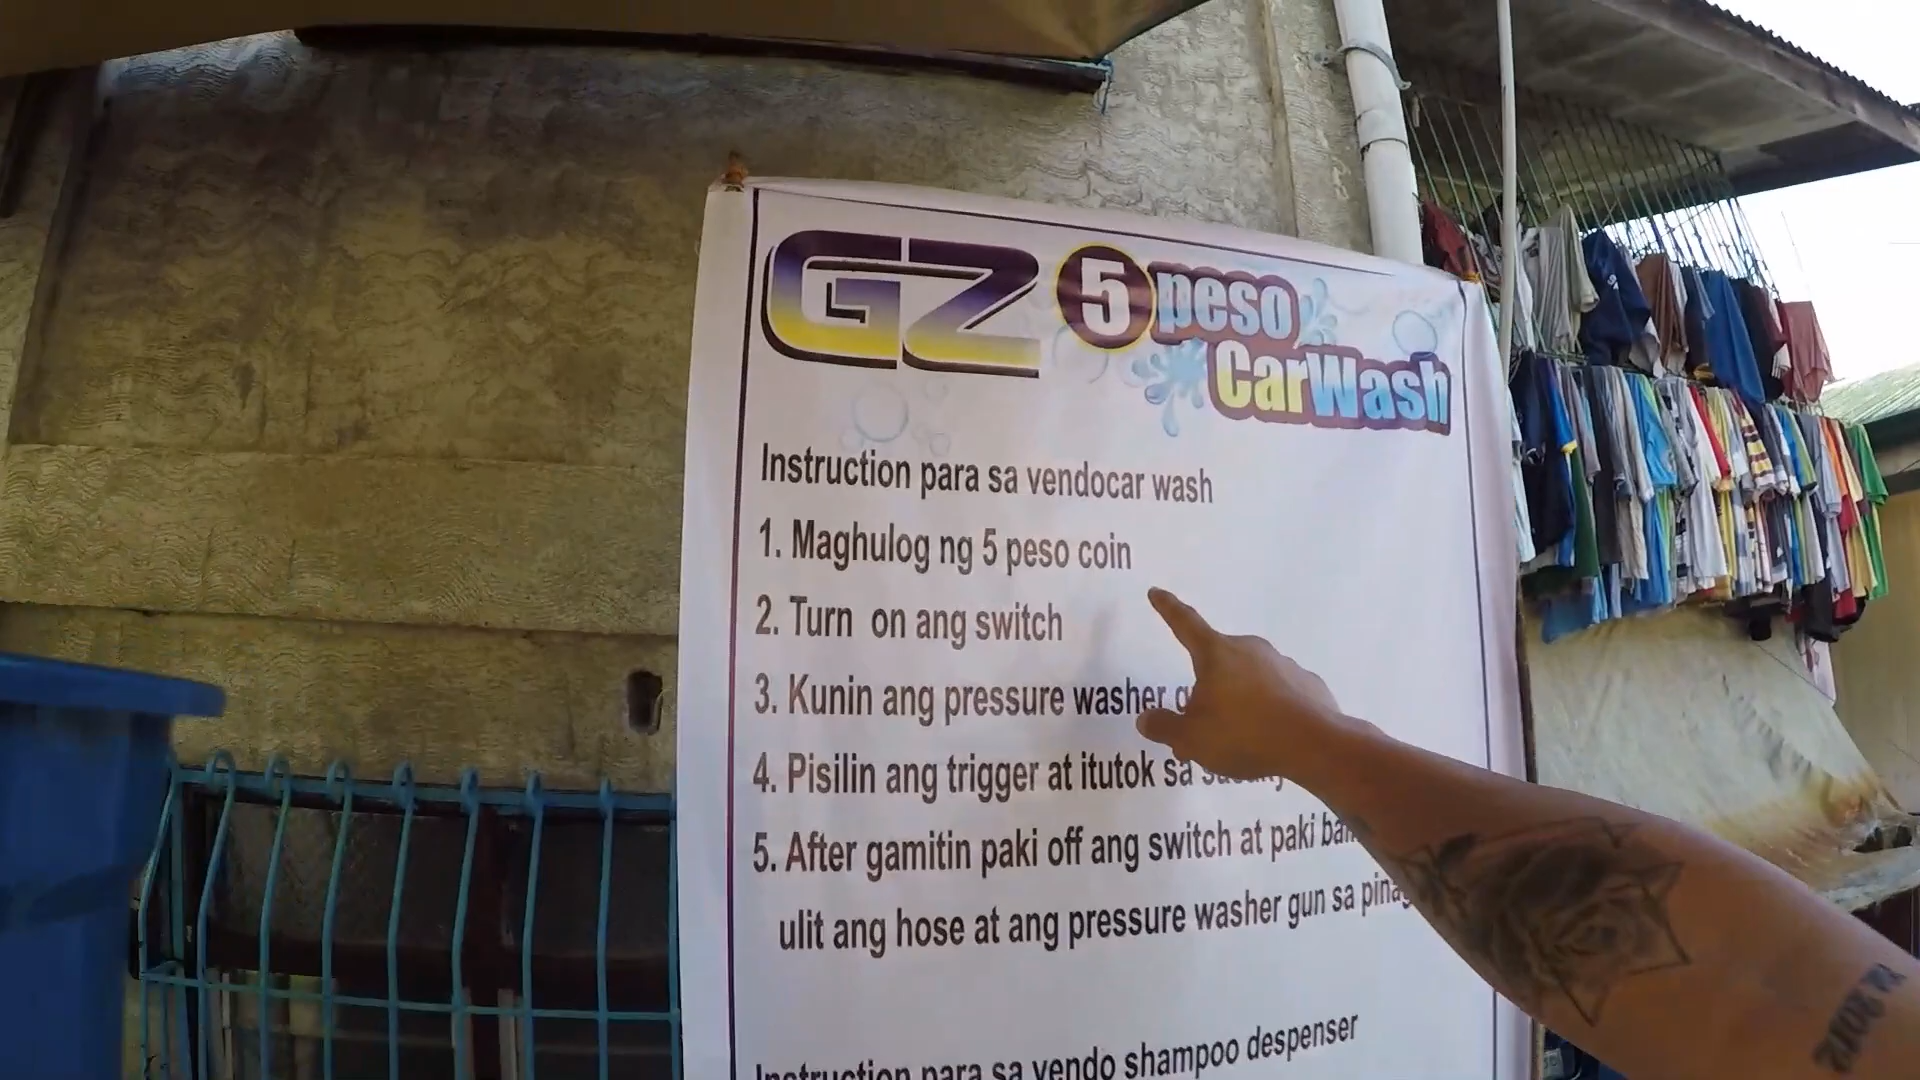 GZ 5 peso
CarWash
Instruction para sa vendocar wash
1. Maghulog ng 5 peso coin
2. Turn on ang switch
3. Kunin ang pressure washer
4. Pisilin ang trigger at itutok sa
5. After gamitin paki off ang switch at paki
ulit ang hose at ang pressure washer gun sa
Instruction para sa vendo shampoo despenser